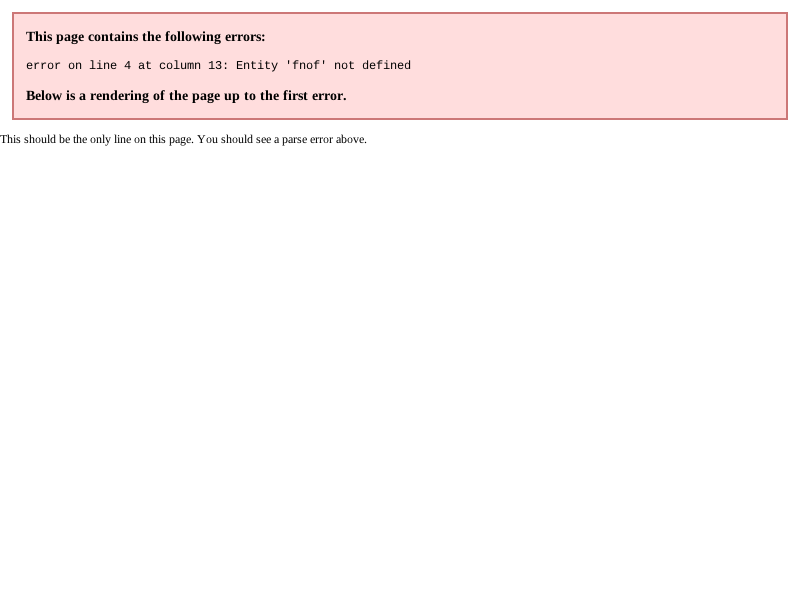 This page contains the following errors:
error on line 4 at column 13: Entity 'fnof' not defined
Below is a rendering of the page up to the first error.
This should be the only line on this page. You should see a parse error above.